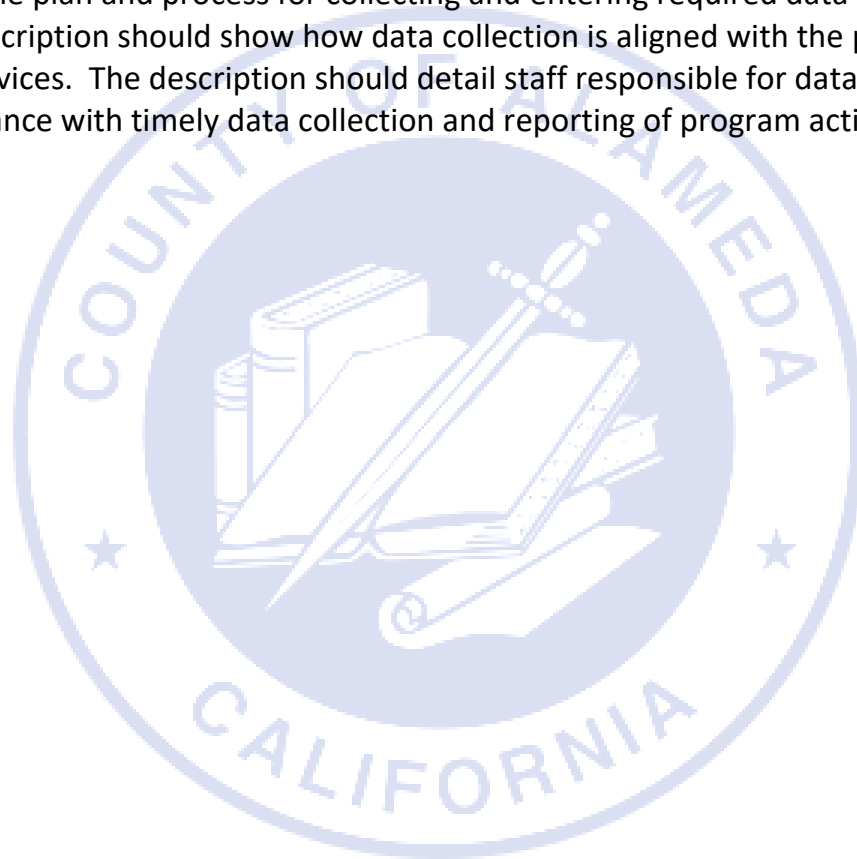 ne plan and process for collecting and entering required data
cription should show how data collection is aligned with the p
vices. The description should detail staff responsible for data
ance with timely data collection and reporting of program acti
COUNTY OF ALAMEDA
CALIFORNIA